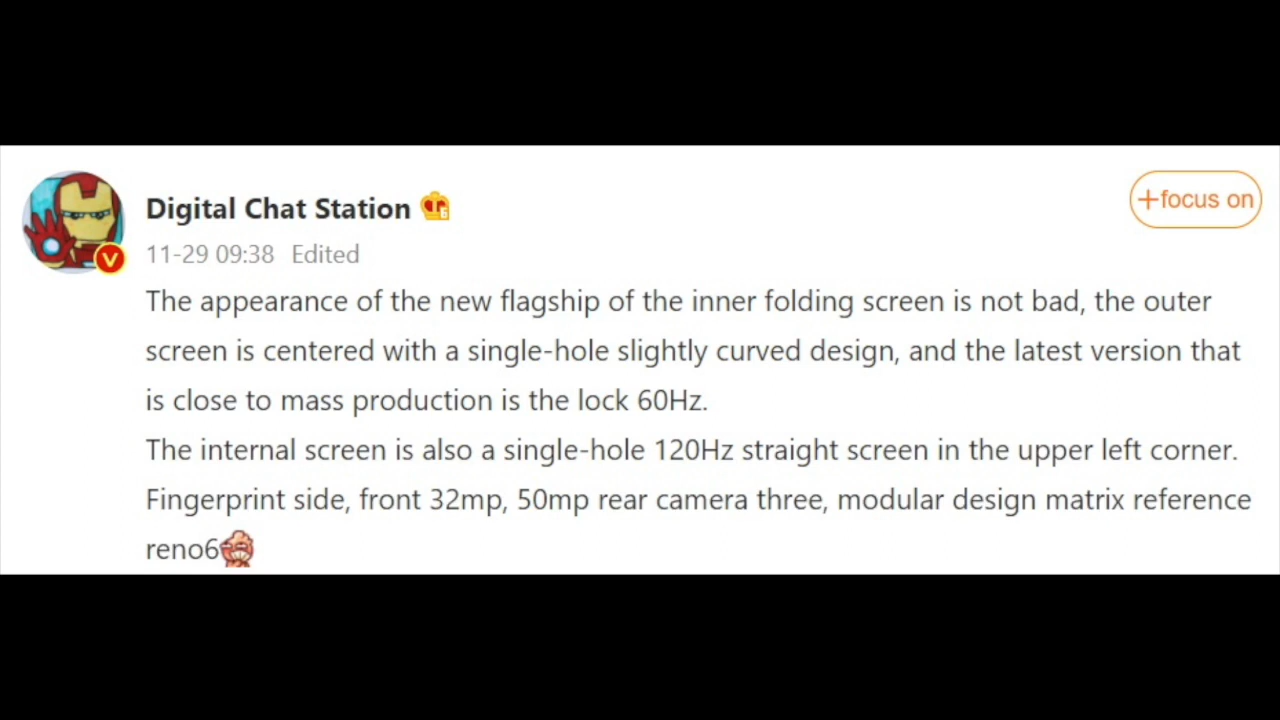 Digital Chat Station
+focus on
11-29 09:38 Edited
The appearance of the new flagship of the inner folding screen is not bad, the outer
screen is centered with a single-hole slightly curved design, and the latest version that
is close to mass production is the lock 60Hz.
The internal screen is also a single-hole 120Hz straight screen in the upper left corner.
Fingerprint side, front 32mp, 50mp rear camera three, modular design matrix reference
reno6